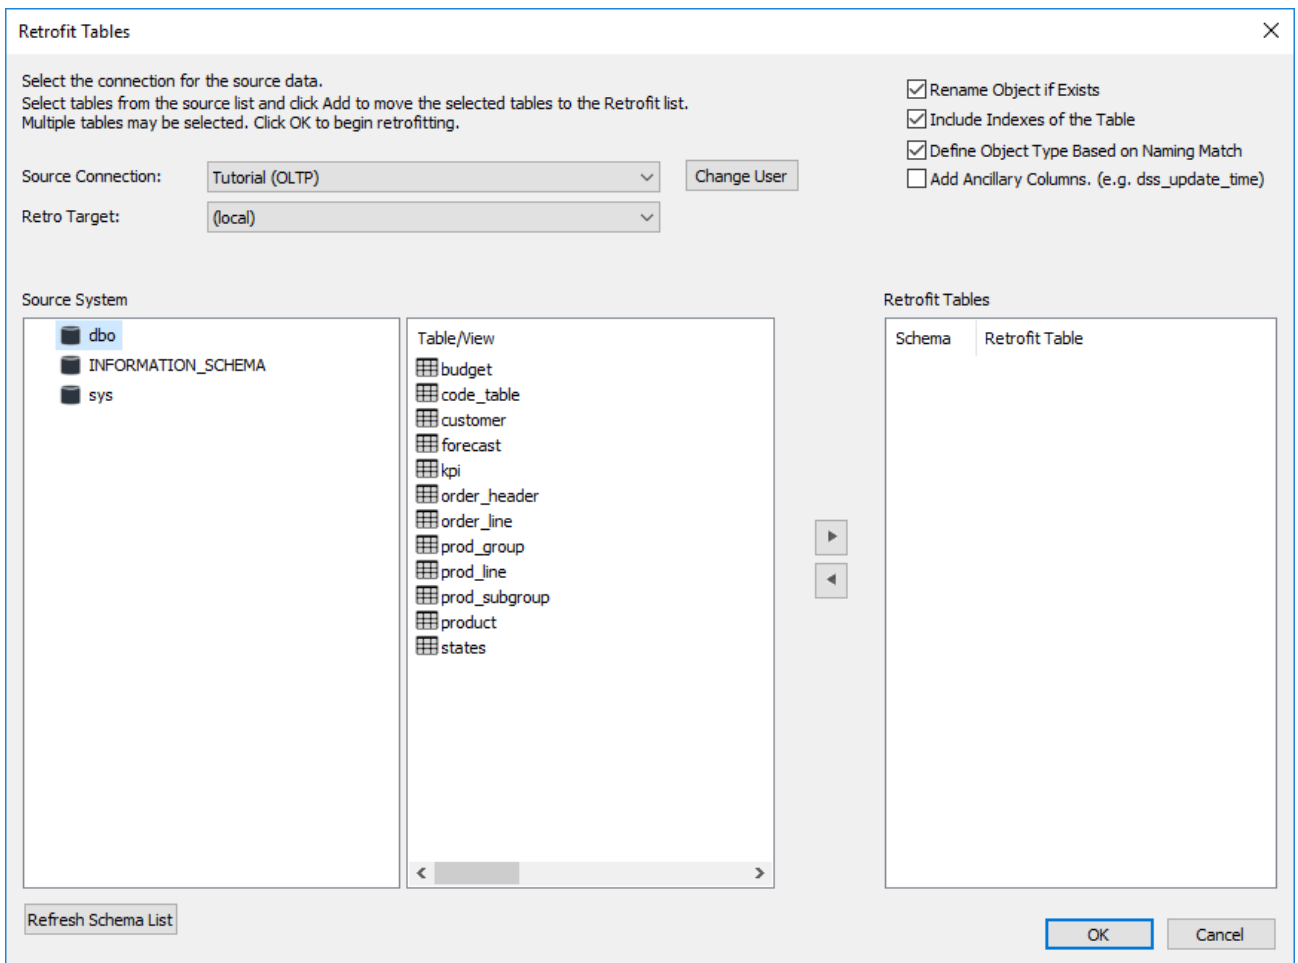 Retrofit Tables
Select the connection for the source data.
Select tables from the source list and click Add to move the selected tables to the Retrofit list.
Multiple tables may be selected. Click OK to begin retrofitting.
Rename Object if Exists
Include Indexes of the Table
Define Object Type Based on Naming Match
Add Ancillary Columns. (e.g. dss_update_time)
Source Connection:
Tutorial (OLTP)
Change User
Retro Target:
(local)
Source System
dbo
INFORMATION_SCHEMA
sys
Table/View
budget
code_table
customer
forecast
kpi
order_header
order_line
prod_group
prod_line
prod_subgroup
product
states
Retrofit Tables
Schema Retrofit Table
Refresh Schema List
OK
Cancel